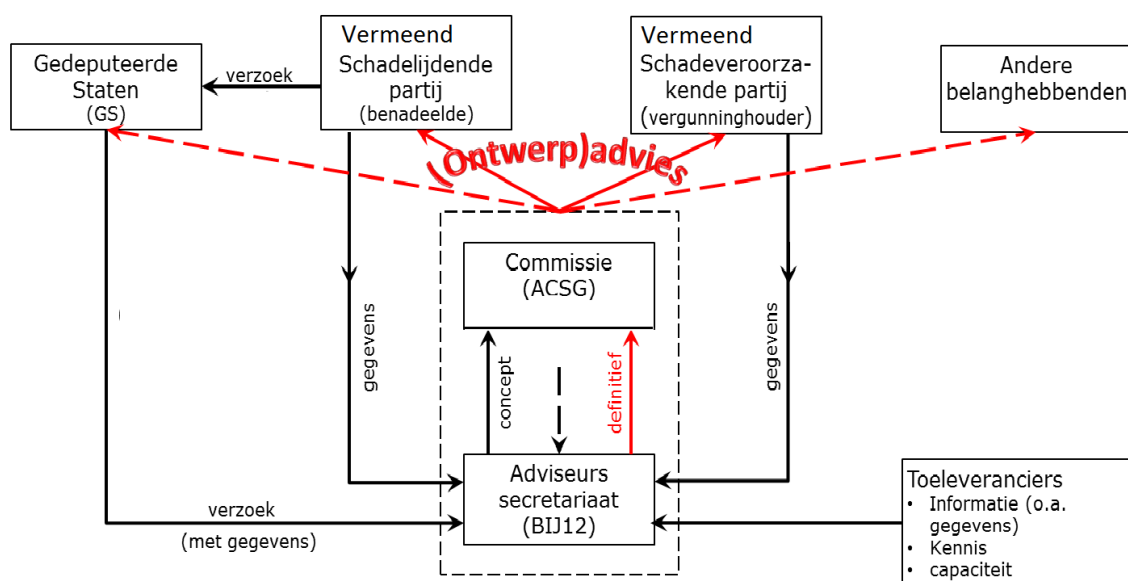 Gedeputeerde
Staten
(GS)
verzoek
Vermeend
Schadelijdende
partij
(benadeelde)
Vermeend
Schadeveroorza-
kende partij
(vergunninghouder)
Andere
belanghebbenden
(Ontwerp)advies
Commissie
(ACSG)
gegevens
concept
definitief
gegevens
Adviseurs
secretariaat
(BIJ12)
verzoek
(met gegevens)
Toeleveranciers
• Informatie (o.a.
gegevens)
• Kennis
• capaciteit